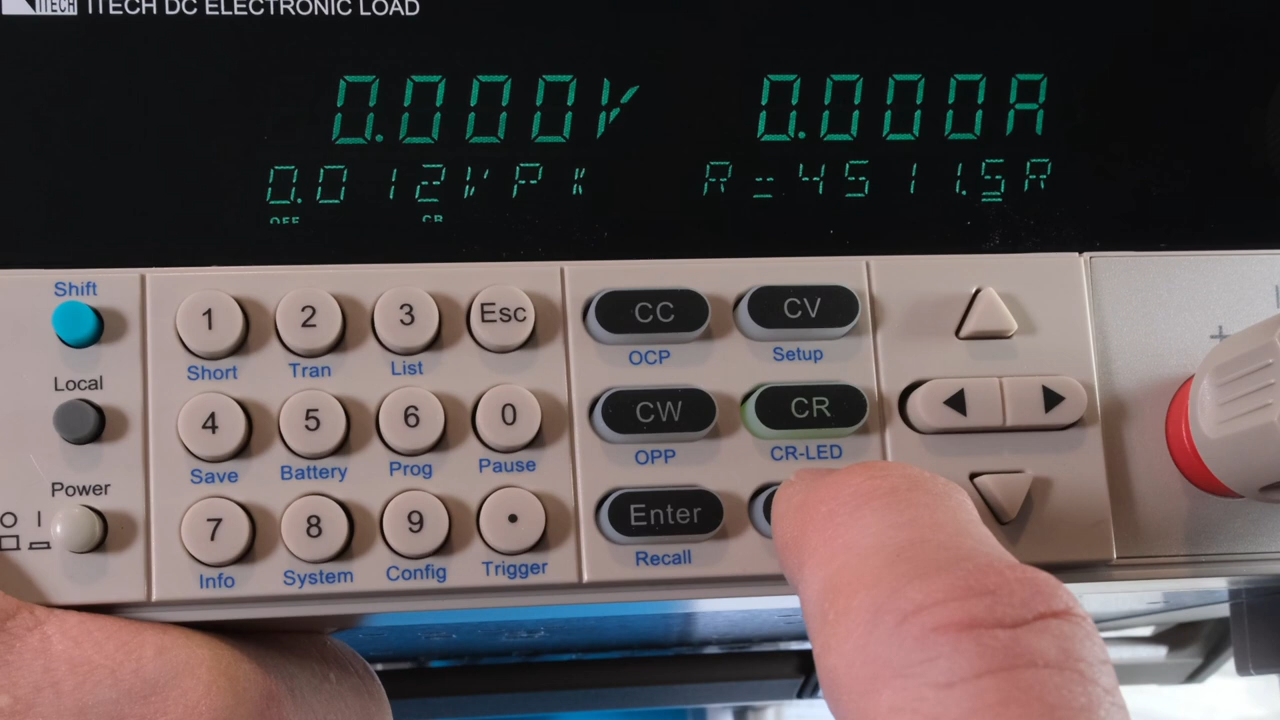 ITECH ITECH DC ELECTRONIC LOAD
0.000V 0.000A
0.012VPK R=4511.5R
OFF CR
Shift
1 2 3 Esc CC CV
Short Tran List OCP Setup
Local
4 5 6 0 CW CR
Save Battery Prog Pause OPP CR-LED
Power
7 8 9 • Enter
Info System Config Trigger Recall
+